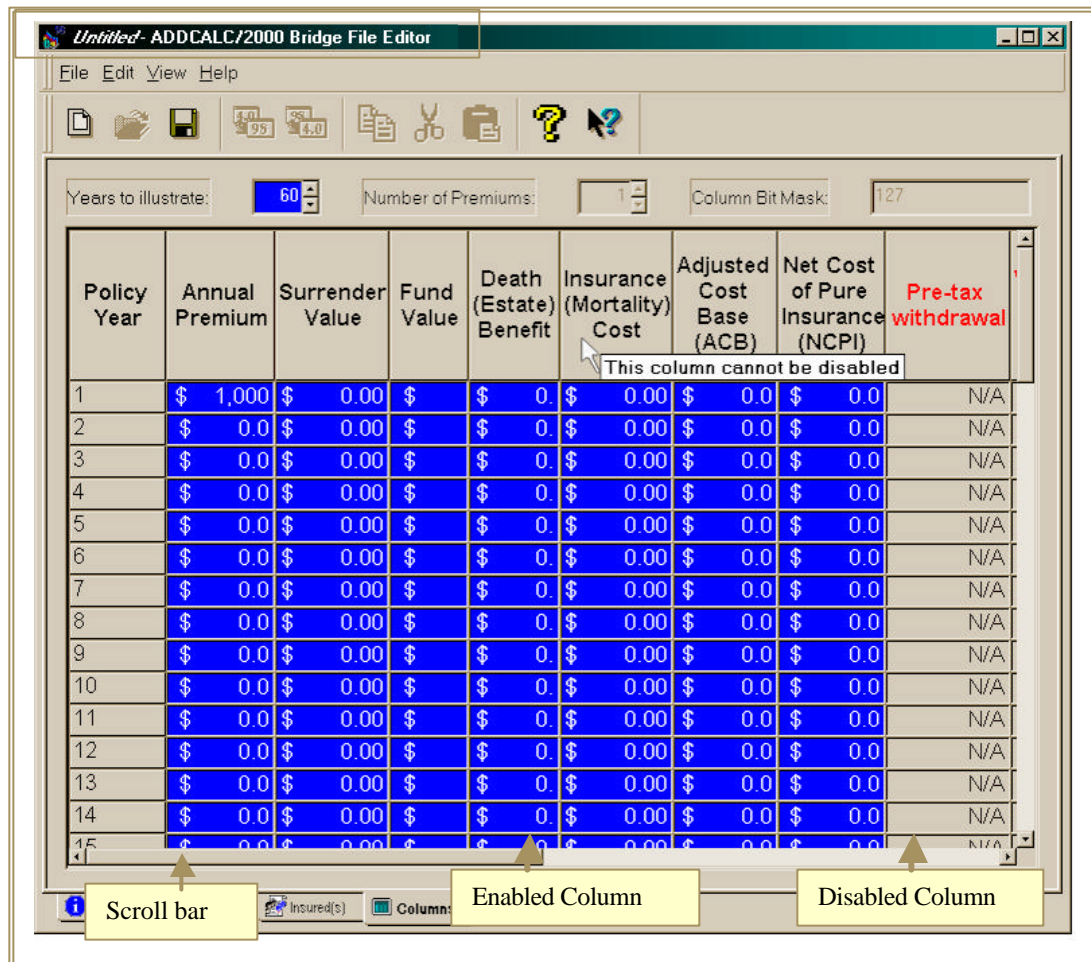 Untitled - ADDCALC/2000 Bridge File Editor
File Edit View Help
Years to illustrate: 60 Number of Premiums: 1 Column Bit Mask: 127
Policy Year Annual Premium Surrender Value Fund Value Death (Estate) Benefit Insurance (Mortality) Cost Adjusted Cost Base (ACB) Net Cost of Pure Insurance (NCPI) Pre-tax withdrawal
This column cannot be disabled
1 $ 1,000 $ 0.00 $ $ 0. $ 0.00 $ 0.0 $ 0.0 N/A
2 $ 0.0 $ 0.00 $ $ 0. $ 0.00 $ 0.0 $ 0.0 N/A
3 $ 0.0 $ 0.00 $ $ 0. $ 0.00 $ 0.0 $ 0.0 N/A
4 $ 0.0 $ 0.00 $ $ 0. $ 0.00 $ 0.0 $ 0.0 N/A
5 $ 0.0 $ 0.00 $ $ 0. $ 0.00 $ 0.0 $ 0.0 N/A
6 $ 0.0 $ 0.00 $ $ 0. $ 0.00 $ 0.0 $ 0.0 N/A
7 $ 0.0 $ 0.00 $ $ 0. $ 0.00 $ 0.0 $ 0.0 N/A
8 $ 0.0 $ 0.00 $ $ 0. $ 0.00 $ 0.0 $ 0.0 N/A
9 $ 0.0 $ 0.00 $ $ 0. $ 0.00 $ 0.0 $ 0.0 N/A
10 $ 0.0 $ 0.00 $ $ 0. $ 0.00 $ 0.0 $ 0.0 N/A
11 $ 0.0 $ 0.00 $ $ 0. $ 0.00 $ 0.0 $ 0.0 N/A
12 $ 0.0 $ 0.00 $ $ 0. $ 0.00 $ 0.0 $ 0.0 N/A
13 $ 0.0 $ 0.00 $ $ 0. $ 0.00 $ 0.0 $ 0.0 N/A
14 $ 0.0 $ 0.00 $ $ 0. $ 0.00 $ 0.0 $ 0.0 N/A
15 $ 0.0 $ 0.00 $ $ 0. $ 0.00 $ 0.0 $ 0.0 N/A
Scroll bar Insured(s) Enabled Column Disabled Column